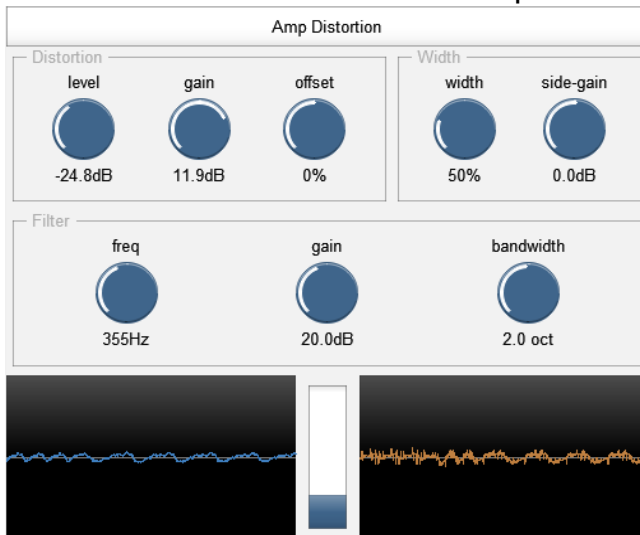 Amp Distortion
Distortion
Width
level gain offset
width side-gain
-24.8dB 11.9dB 0%
50% 0.0dB
Filter
freq gain bandwidth
355Hz 20.0dB 2.0 oct